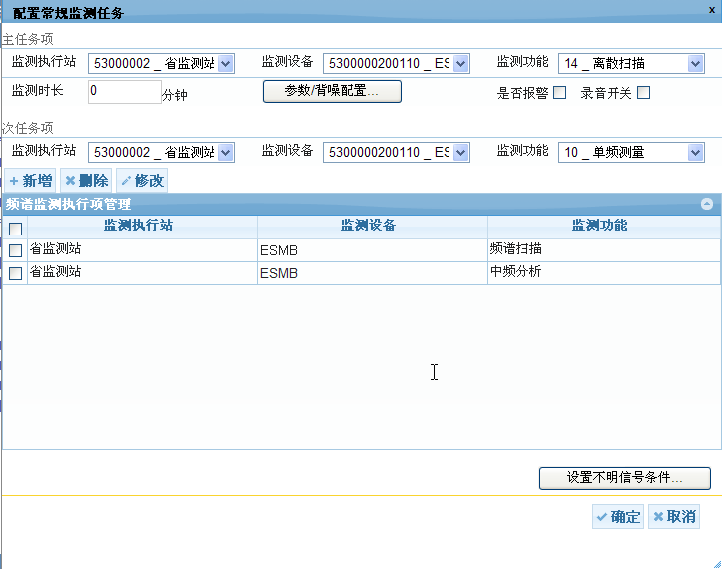 配置常规监测任务 x
主任务项
监测执行站 53000002 _ 省监测站 监测设备 5300000200110 _ ES 监测功能 14 _ 离散扫描
监测时长 0 分钟 参数/背噪配置... 是否报警 录音开关
次任务项
监测执行站 53000002 _ 省监测站 监测设备 5300000200110 _ ES 监测功能 10 _ 单频测量
新增 删除 修改
频谱监测执行项管理
监测执行站 监测设备 监测功能
省监测站 ESMB 频谱扫描
省监测站 ESMB 中频分析
设置不明信号条件...
确定 取消